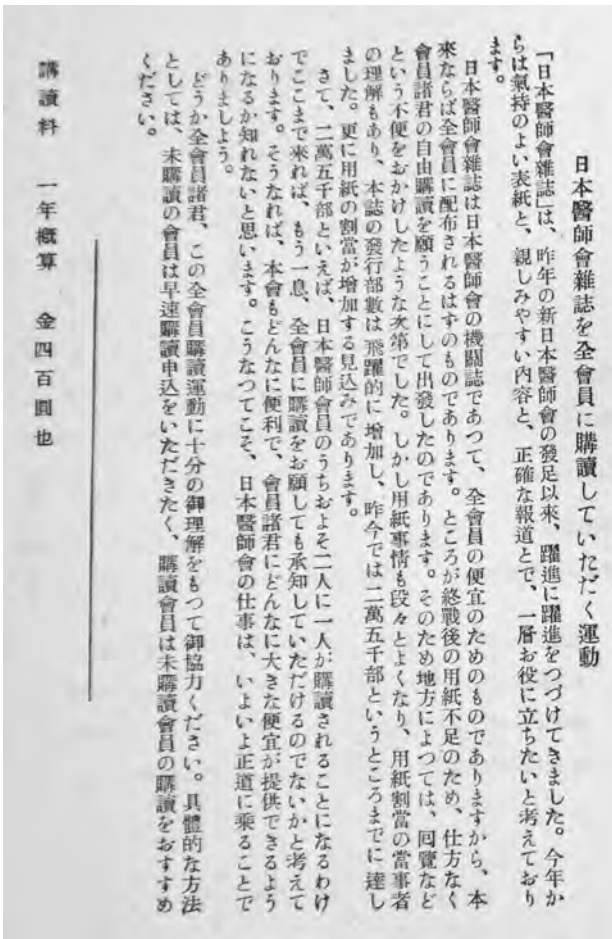 日本醫師會雜誌を全會員に購讀していただく運動
「日本醫師會雜誌」は、昨年の新日本醫師會の發足以來、躍進に躍進をつづけてきました。今年か
らは氣持のよい表紙と、親しみやすい内容と、正確な報道とで、一層お役に立ちたいと考えており
ます。
日本醫師會雜誌は日本醫師會の機關誌であつて、全會員の便宜のためのものでありますから、本
來ならば全會員に配布されるはずのものであります。ところが終戰後の用紙不足のため、仕方なく
會員諸君の自由購讀を願うことにして出發したのであります。そのため地方によつては、回覽など
という不便をおかけしたような次第でした。しかし用紙事情も段々とよくなり、用紙割當の當事者
の理解もあり、本誌の發行部數は飛躍的に增加し、昨今では二萬五千部というところまでに達し
ました。更に用紙の割當が增加する見込みであります。
さて、二萬五千部といえば、日本醫師會員のうちおよそ二人に一人が購讀されることになるわけ
でここまで來れば、もう一息、全會員に購讀をお願しても承知していただけるのでないかと考えて
おります。そうなれば、本會もどんなに便利で、會員諸君にどんなに大きな便宜が提供できるよう
になるか知れないと思います。こうなつてこそ、日本醫師會の仕事は、いよいよ正道に乘ることで
ありましよう。
どうか全會員諸君、この全會員購讀運動に十分の御理解をもつて御協力ください。具體的な方法
としては、未購讀の會員は早速購讀申込をいただきたく、購讀會員は未購讀會員の購讀をおすすめ
ください。
購讀料 一年概算 金四百圓也